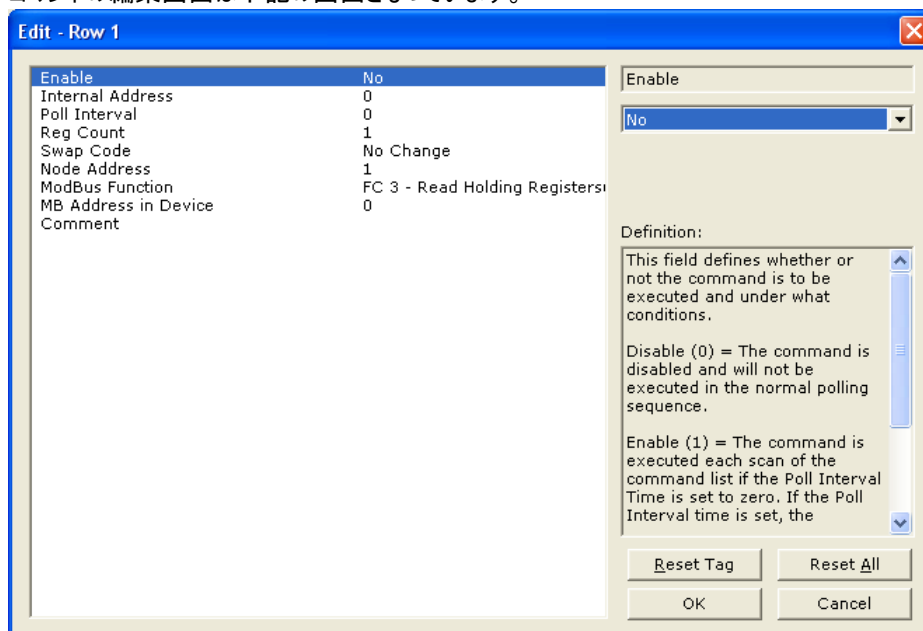 Edit - Row 1
Enable No
Internal Address 0
Poll Interval 0
Reg Count 1
Swap Code No Change
Node Address 1
ModBus Function FC 3 - Read Holding Registers
MB Address in Device 0
Comment
Enable
No
Definition:
This field defines whether or
not the command is to be
executed and under what
conditions.
Disable (0) = The command is
disabled and will not be
executed in the normal polling
sequence.
Enable (1) = The command is
executed each scan of the
command list if the Poll Interval
Time is set to zero. If the Poll
Interval time is set, the
Reset Tag
Reset All
OK
Cancel